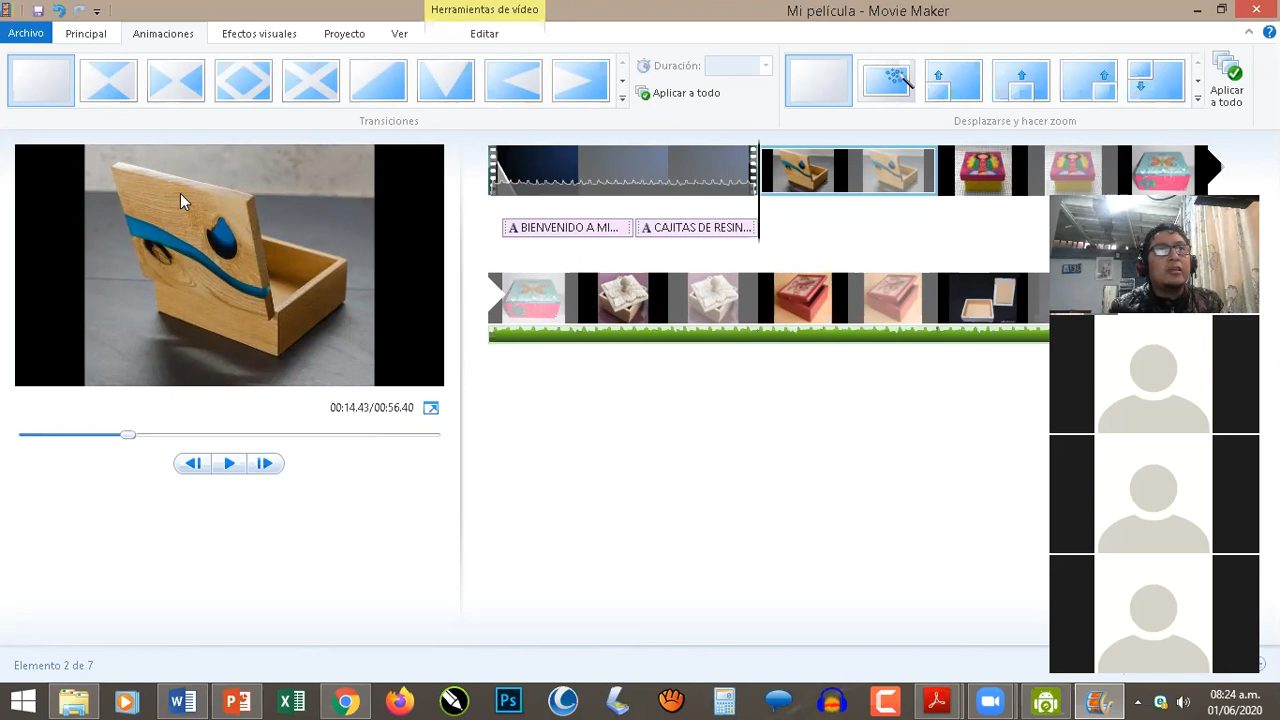 Herramientas de vídeo
Mi película - Movie Maker
Archivo
Principal
Animaciones
Efectos visuales
Proyecto
Ver
Editar
Duración:
Aplicar a todo
Transiciones
Desplazarse y hacer zoom
Aplicar
a todo
A BIENVENIDO A MI...
A CAJITAS DE RESIN...
00:14.43/00:56.40
Elemento 2 de 7
08:24 a.m.
01/06/2020